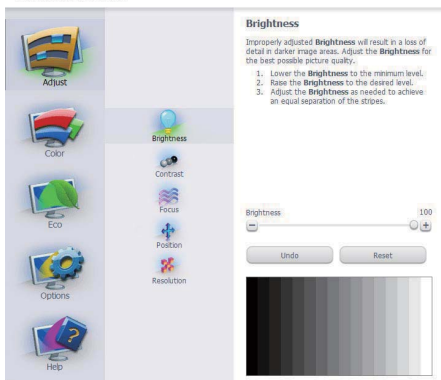 Adjust
Color
Eco
Options
Help
Brightness
Contrast
Focus
Position
Resolution
Brightness
Improperly adjusted Brightness will result in a loss of
detail in darker image areas. Adjust the Brightness for
the best possible picture quality.
1. Lower the Brightness to the minimum level.
2. Raise the Brightness to the desired level.
3. Adjust the Brightness as needed to achieve
an equal separation of the stripes.
Brightness 100
Undo Reset